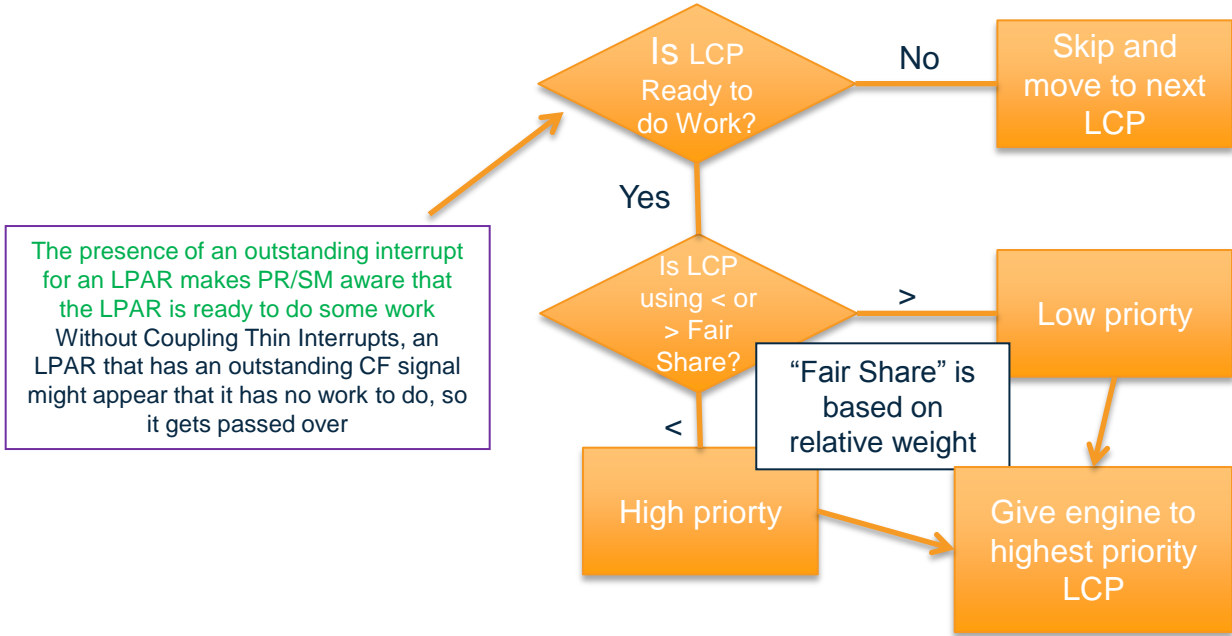 Is LCP
Ready to
do Work?
No
Skip and
move to next
LCP
Yes
The presence of an outstanding interrupt
for an LPAR makes PR/SM aware that
the LPAR is ready to do some work
Without Coupling Thin Interrupts, an
LPAR that has an outstanding CF signal
might appear that it has no work to do, so
it gets passed over
Is LCP
using < or
> Fair
Share?
>
Low priorty
"Fair Share" is
based on
relative weight
<
High priorty
Give engine to
highest priority
LCP